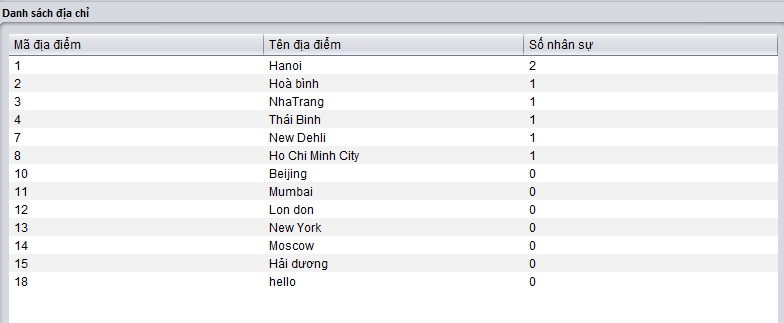 Danh sách địa chỉ
Mã địa điểm Tên địa điểm Số nhân sự
1 Hanoi 2
2 Hoà bình 1
3 NhaTrang 1
4 Thái Bình 1
7 New Dehli 1
8 Ho Chi Minh City 1
10 Beijing 0
11 Mumbai 0
12 Lon don 0
13 New York 0
14 Moscow 0
15 Hải dương 0
18 hello 0